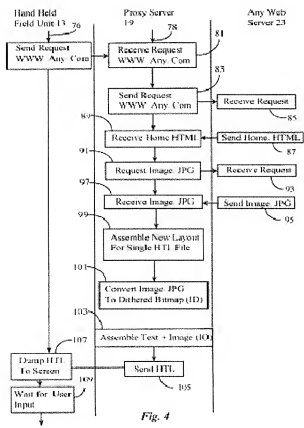 Hand Held
Field Unit 13
Proxy Server
19
Any Web
Server 23
76
78
81
Send Request
WWW Any. Com
Receive Request
WWW Any. Com
83
Send Request
WWW Any. Com
Receive Request
85
89
Receive Home HTML
Send Home. HTML
87
91
Request Image. JPG
Receive Request
93
97
Receive Image. JPG
Send Image. JPG
95
99
Assemble New Layout
For Single HTL File
101
Convert Image. JPG
To Dithered Bitmap (ID)
103
Assemble Text + Image (IO)
107
Dump HTL
To Screen
Send HTL
105
109
Wait for User
Input
Fig. 4